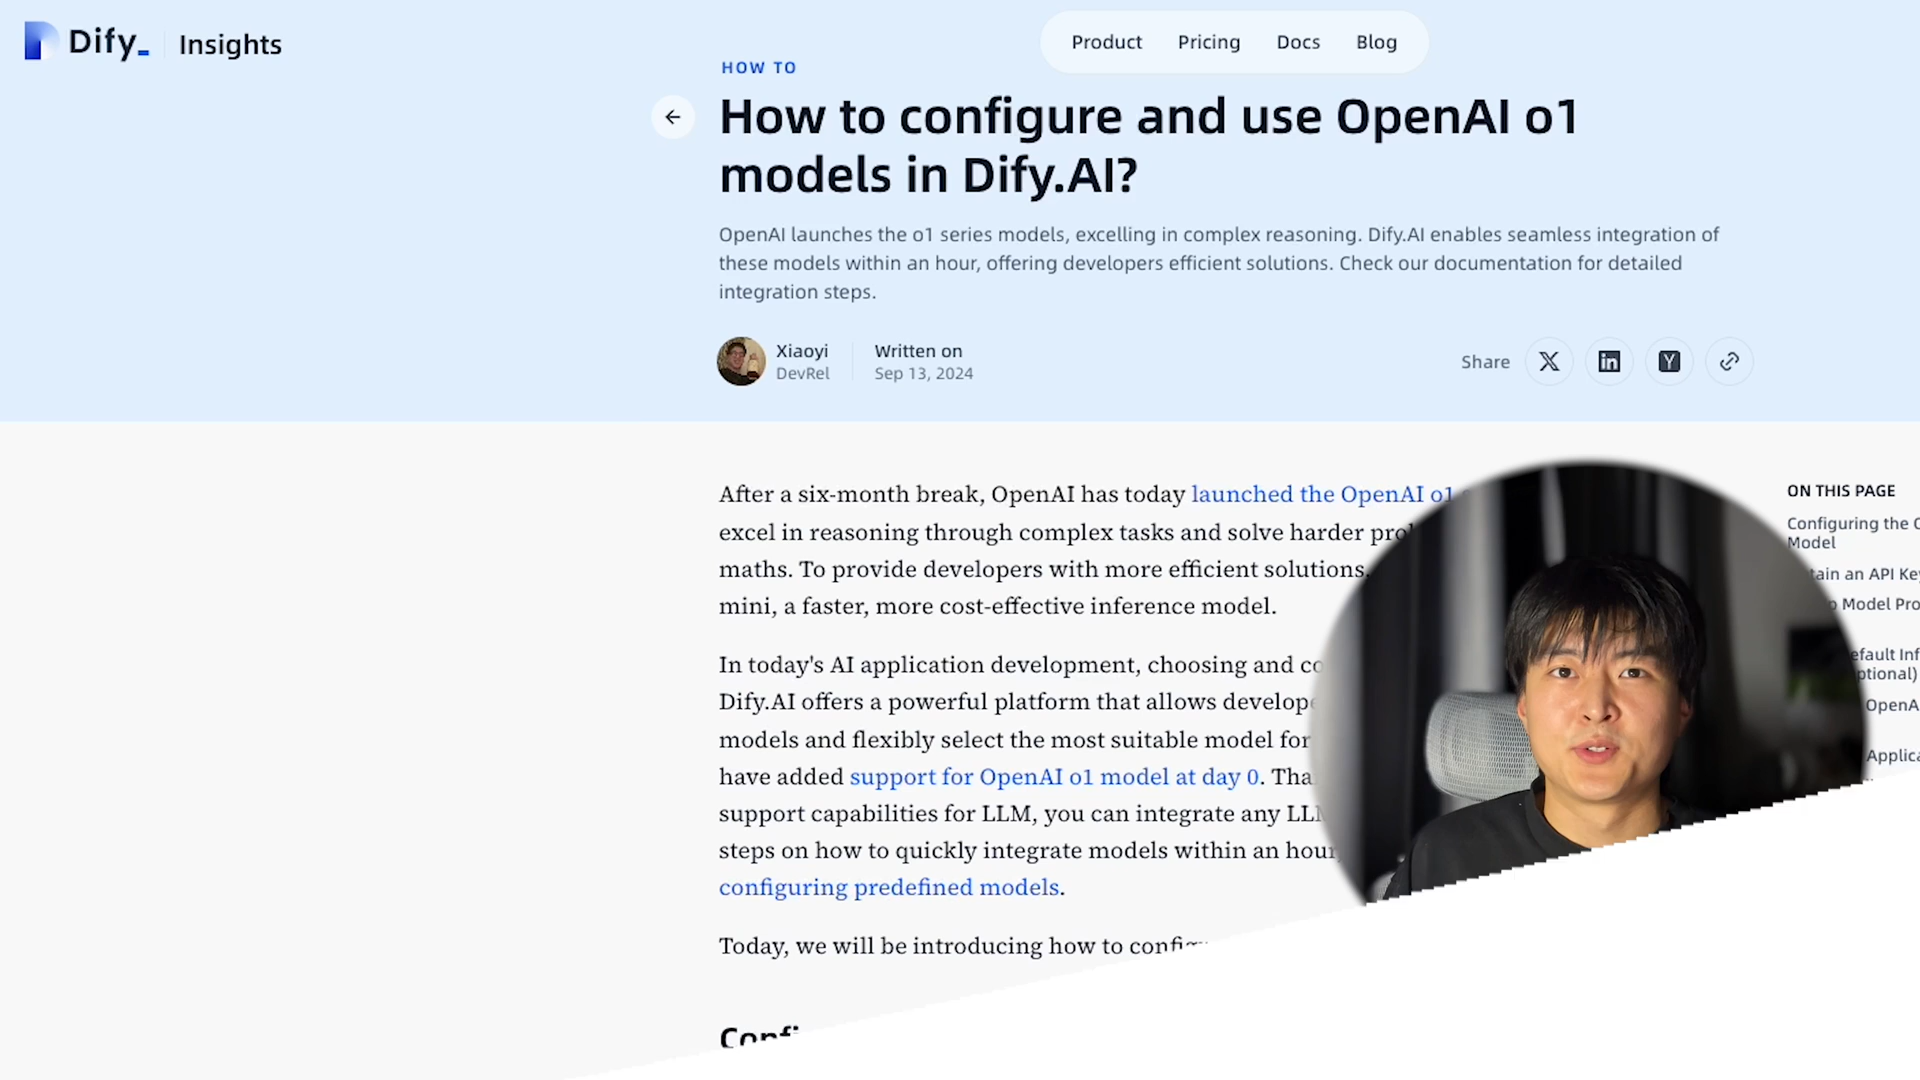 Dify_ Insights
Product Pricing Docs Blog
HOW TO
How to configure and use OpenAI o1
models in Dify.AI?
OpenAI launches the o1 series models, excelling in complex reasoning. Dify.AI enables seamless integration of
these models within an hour, offering developers efficient solutions. Check our documentation for detailed
integration steps.
Xiaoyi
DevRel
Written on
Sep 13, 2024
Share
After a six-month break, OpenAI has today launched the OpenAI o1
excel in reasoning through complex tasks and solve harder
maths. To provide developers with more efficient solutions,
mini, a faster, more cost-effective inference model.
In today's AI application development, choosing and
Dify.AI offers a powerful platform that allows
models and flexibly select the most suitable model for
have added support for OpenAI o1 model at day 0.
support capabilities for LLM, you can integrate any
steps on how to quickly integrate models within an hour,
configuring predefined models.
Today, we will be introducing how to
ON THIS PAGE
Configuring the
Model
an API
Model